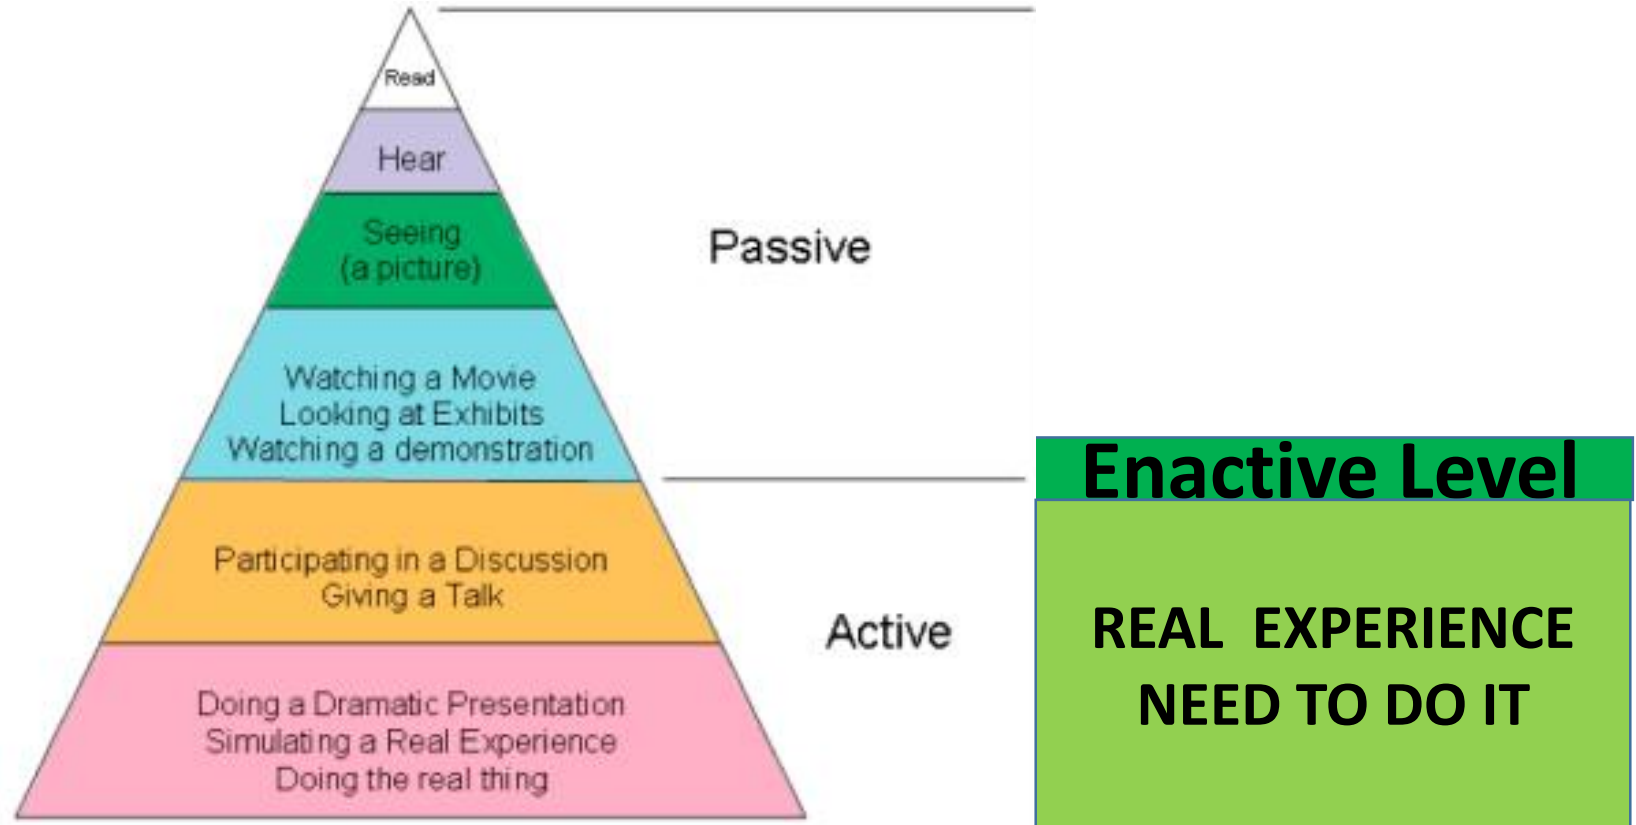 Read
Hear
Seeing
(a picture)
Passive
Watching a Movie
Looking at Exhibits
Watching a demonstration
Enactive Level
Participating in a Discussion
Giving a Talk
Active
REAL EXPERIENCE
NEED TO DO IT
Doing a Dramatic Presentation
Simulating a Real Experience
Doing the real thing